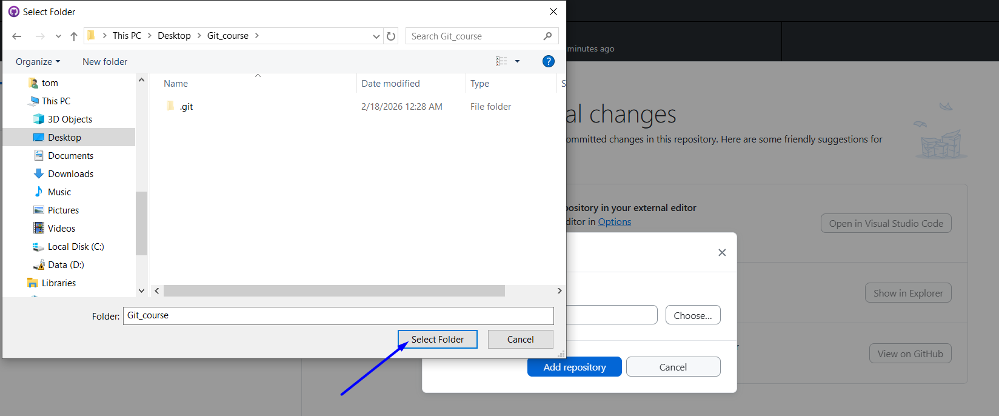 Select Folder
This PC > Desktop > Git_course >
Search Git_course
minutes ago
Organize
New folder
?
Name
Date modified
Type
S
tom
This PC
3D Objects
Desktop
Documents
Downloads
Music
Pictures
Videos
Local Disk (C:)
Data (D:)
Libraries
.git
2/18/2026 12:28 AM
File folder
Folder:
Git_course
Select Folder
Cancel
al changes
ommitted changes in this repository. Here are some friendly suggestions for
pository in your external editor
ditor in Options
Open in Visual Studio Code
Show in Explorer
Choose...
View on GitHub
Add repository
Cancel